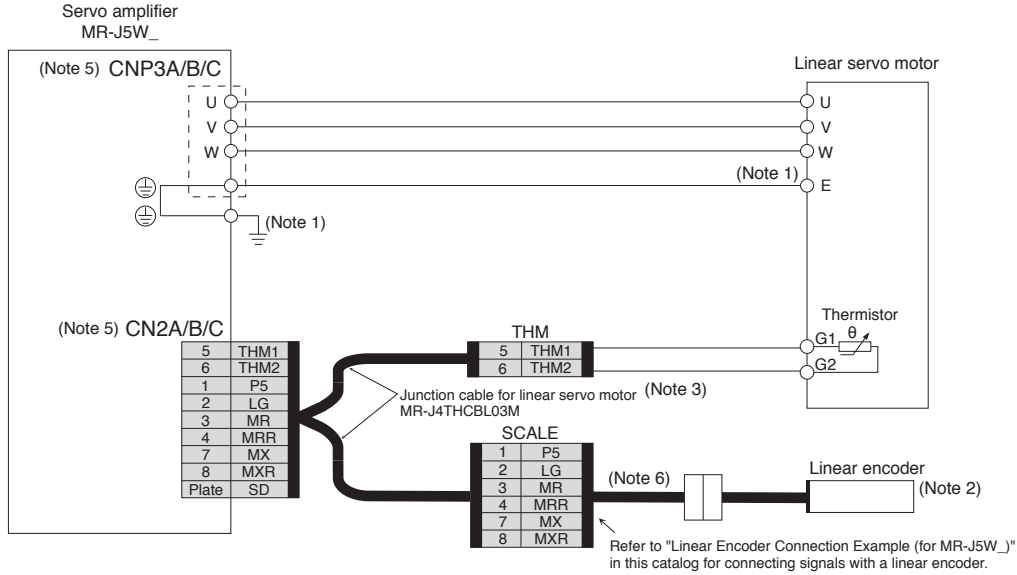 Servo amplifier
MR-J5W_
(Note 5) CNP3A/B/C
Linear servo motor
U
U
V
V
W
W
(Note 1)
E
(Note 1)
(Note 5) CN2A/B/C
5 THM1
6 THM2
1 P5
2 LG
3 MR
4 MRR
7 MX
8 MXR
Plate SD
THM
5 THM1
6 THM2
Thermistor
θ
G1
G2
(Note 3)
Junction cable for linear servo motor
MR-J4THCBL03M
SCALE
1 P5
2 LG
3 MR
4 MRR
7 MX
8 MXR
(Note 6)
Linear encoder
(Note 2)
Refer to "Linear Encoder Connection Example (for MR-J5W_)"
in this catalog for connecting signals with a linear encoder.